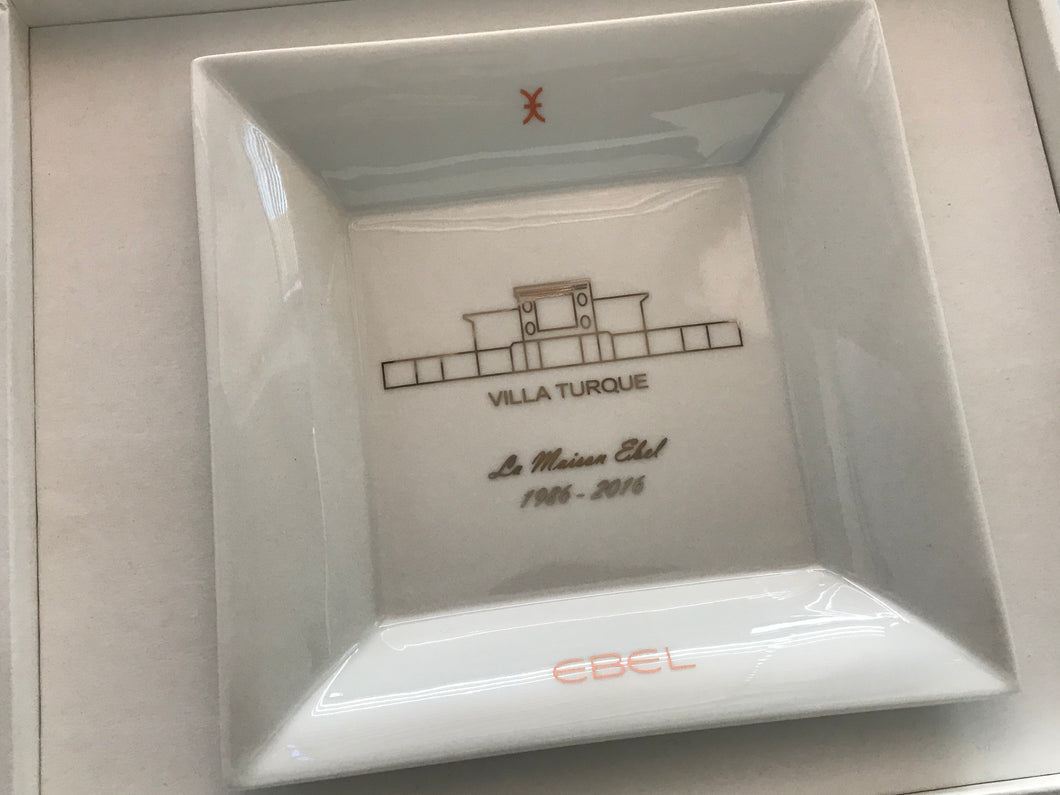 VILLA TURQUE
La Maison Ebel
1986 - 2016
EBEL